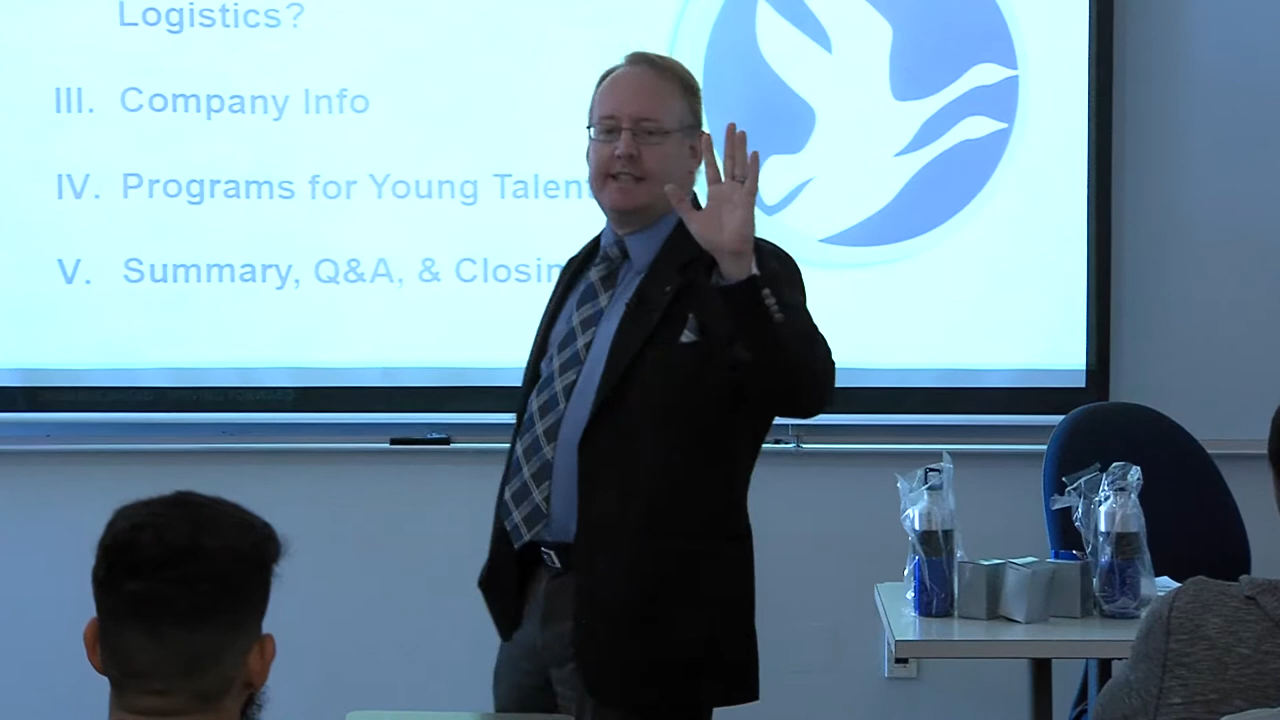 Logistics?
III. Company Info
IV. Programs for Young Talent
V. Summary, Q&A, & Closin